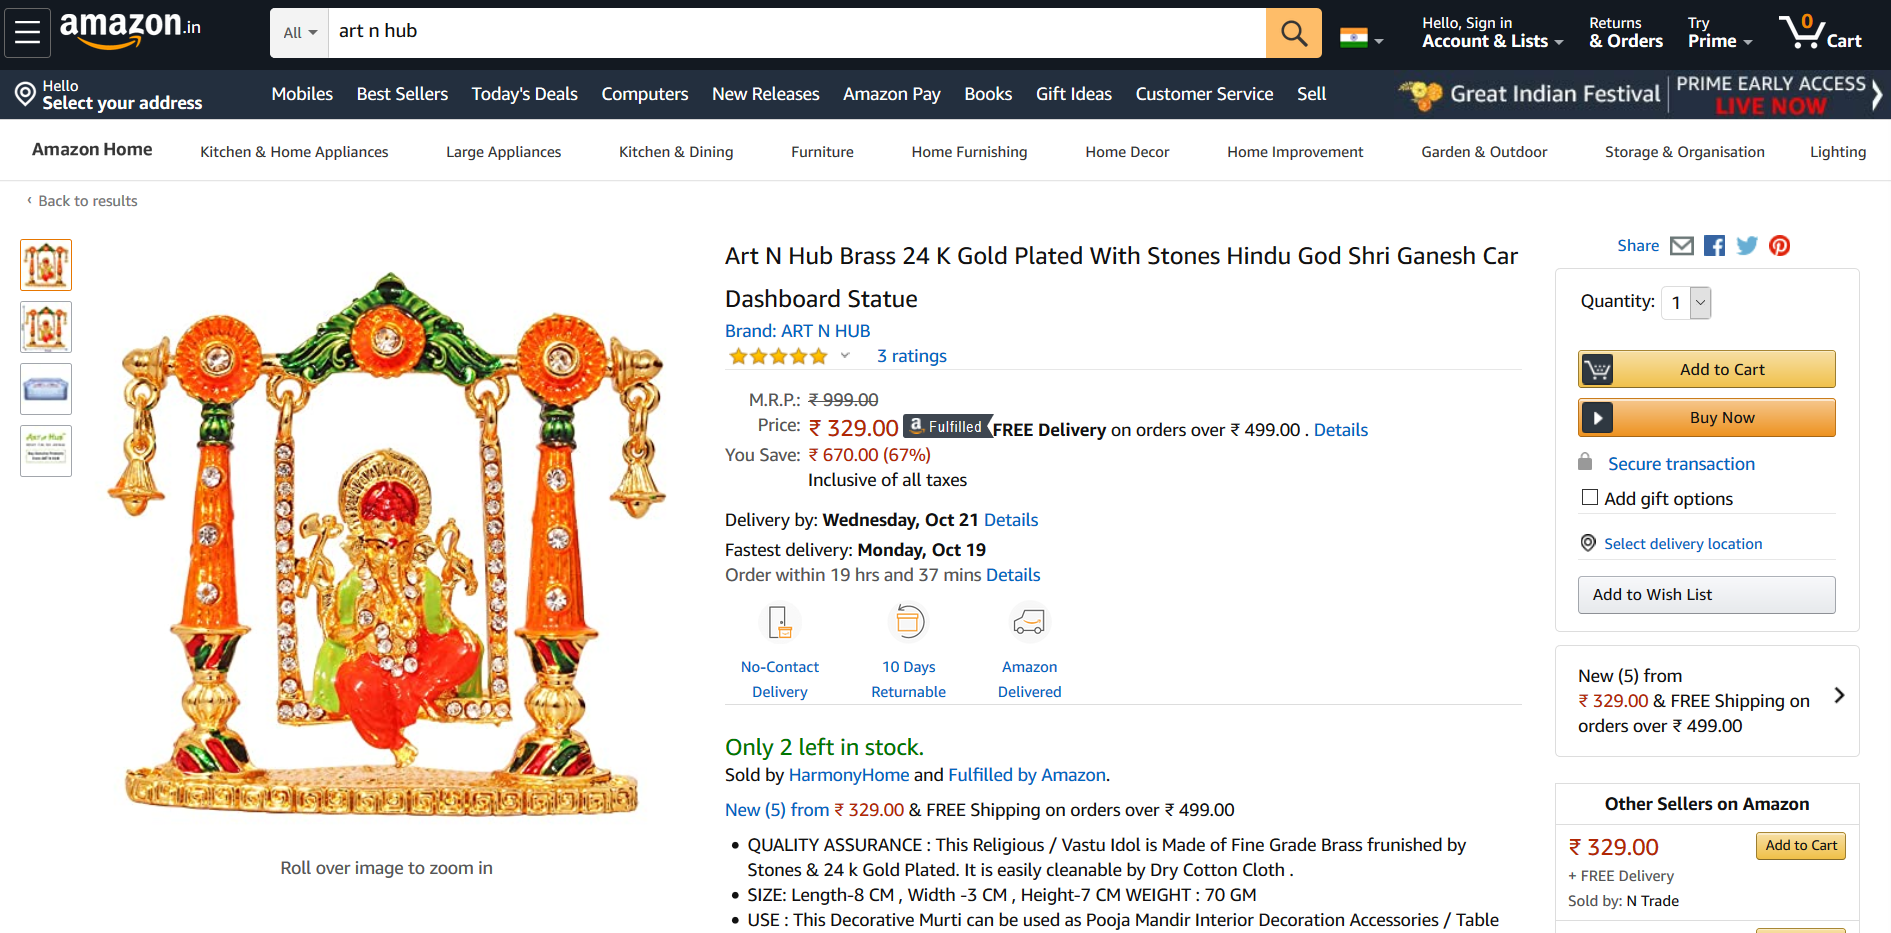 amazon.in
All
art n hub
Hello, Sign in
Account & Lists
Returns
& Orders
Try
Prime
0
Cart
Hello
Select your address
Mobiles
Best Sellers
Today's Deals
Computers
New Releases
Amazon Pay
Books
Gift Ideas
Customer Service
Sell
Great Indian Festival
PRIME EARLY ACCESS
LIVE NOW
Amazon Home
Kitchen & Home Appliances
Large Appliances
Kitchen & Dining
Furniture
Home Furnishing
Home Decor
Home Improvement
Garden & Outdoor
Storage & Organisation
Lighting
‹ Back to results
ART N HUB
Roll over image to zoom in
Art N Hub Brass 24 K Gold Plated With Stones Hindu God Shri Ganesh Car
Dashboard Statue
Brand: ART N HUB
3 ratings
M.R.P.: ₹ 999.00
Price: ₹ 329.00 a Fulfilled FREE Delivery on orders over ₹ 499.00 . Details
You Save: ₹ 670.00 (67%)
Inclusive of all taxes
Delivery by: Wednesday, Oct 21 Details
Fastest delivery: Monday, Oct 19
Order within 19 hrs and 37 mins Details
No-Contact
Delivery
10 Days
Returnable
Amazon
Delivered
Only 2 left in stock.
Sold by HarmonyHome and Fulfilled by Amazon.
New (5) from ₹ 329.00 & FREE Shipping on orders over ₹ 499.00
• QUALITY ASSURANCE : This Religious / Vastu Idol is Made of Fine Grade Brass frunished by
Stones & 24 k Gold Plated. It is easily cleanable by Dry Cotton Cloth .
• SIZE: Length-8 CM , Width -3 CM , Height-7 CM WEIGHT : 70 GM
• USE : This Decorative Murti can be used as Pooja Mandir Interior Decoration Accessories / Table
Share
Quantity: 1
Add to Cart
Buy Now
Secure transaction
Add gift options
Select delivery location
Add to Wish List
New (5) from
₹ 329.00 & FREE Shipping on
orders over ₹ 499.00
Other Sellers on Amazon
₹ 329.00
Add to Cart
+ FREE Delivery
Sold by: N Trade